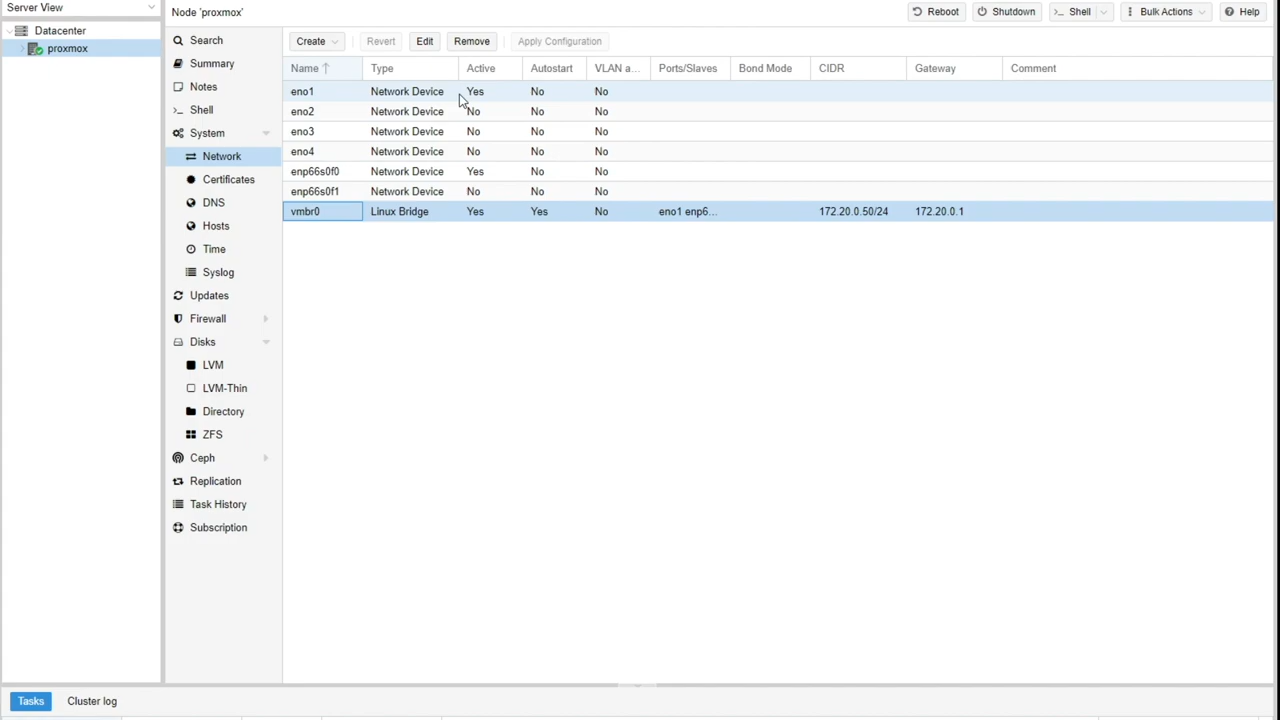 Server View
Node 'proxmox'
Reboot
Shutdown
Shell
Bulk Actions
Help
Datacenter
proxmox
Search
Summary
Notes
Shell
System
Network
Certificates
DNS
Hosts
Time
Syslog
Updates
Firewall
Disks
LVM
LVM-Thin
Directory
ZFS
Ceph
Replication
Task History
Subscription
Create Revert Edit Remove Apply Configuration
Name Type Active Autostart VLAN a... Ports/Slaves Bond Mode CIDR Gateway Comment
eno1 Network Device Yes No No
eno2 Network Device No No No
eno3 Network Device No No No
eno4 Network Device No No No
enp66s0f0 Network Device Yes No No
enp66s0f1 Network Device No No No
vmbr0 Linux Bridge Yes Yes No eno1 enp6... 172.20.0.50/24 172.20.0.1
Tasks Cluster log